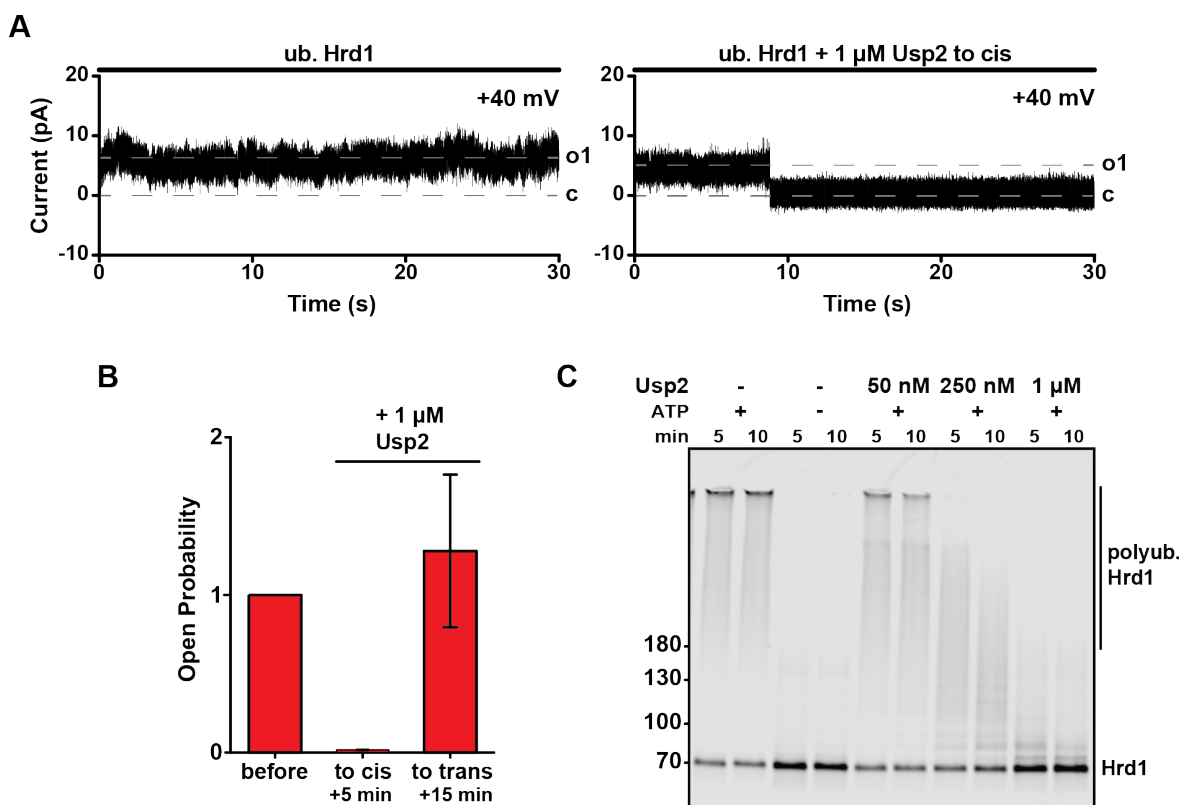 A
ub. Hrd1
ub. Hrd1 + 1 µM Usp2 to cis
20
10
0
-10
Current (pA)
+40 mV
o1
c
0
10
20
30
Time (s)
20
10
0
-10
+40 mV
o1
c
0
10
20
30
Time (s)
B
+ 1 µM
Usp2
Open Probability
2
1
0
before
to cis
+5 min
to trans
+15 min
C
Usp2 - - 50 nM 250 nM 1 µM
ATP + - + + +
min 5 10 5 10 5 10 5 10 5 10
polyub.
Hrd1
180
130
100
70
Hrd1